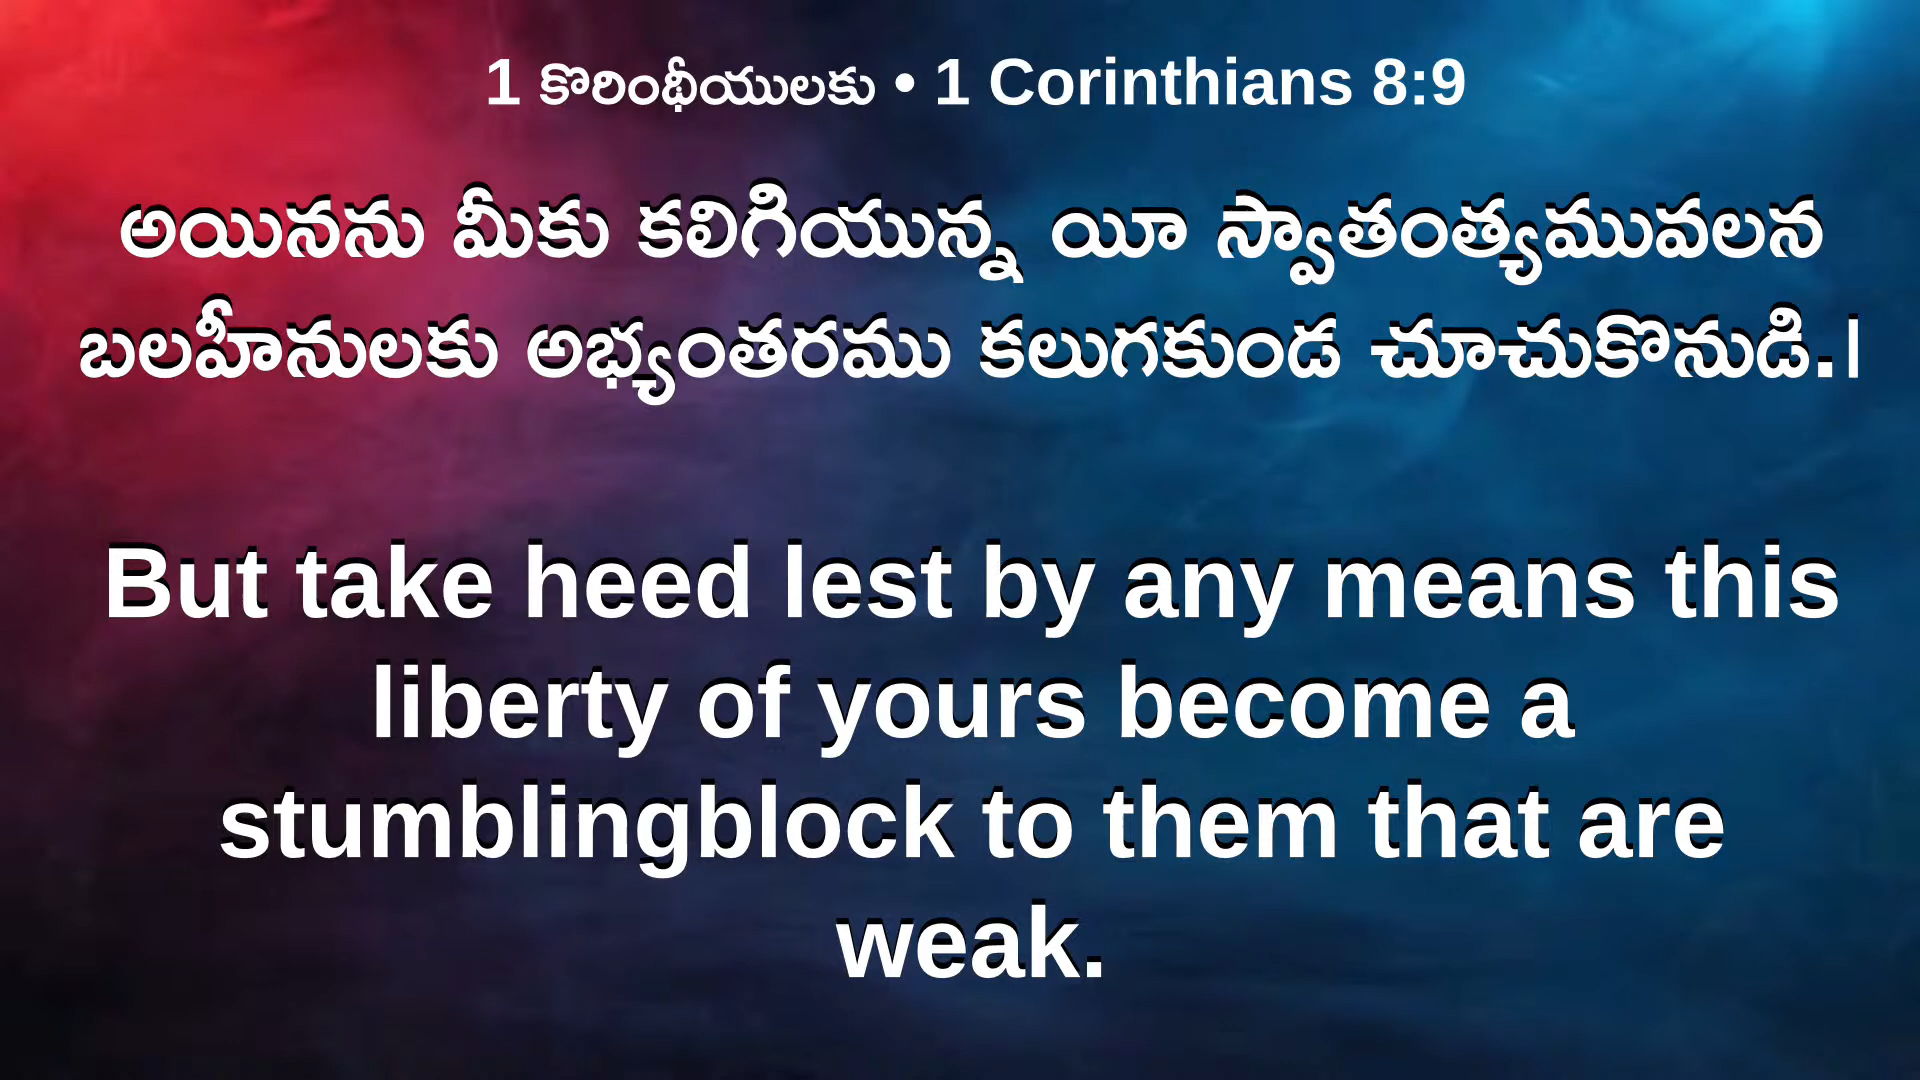 1 కొరింథీయులకు • 1 Corinthians 8:9
అయినను మీకు కలిగియున్న యీ స్వాతంత్యమువలన
బలహీనులకు అభ్యంతరము కలుగకుండ చూచుకొనుడి.।
But take heed lest by any means this
liberty of yours become a
stumblingblock to them that are
weak.